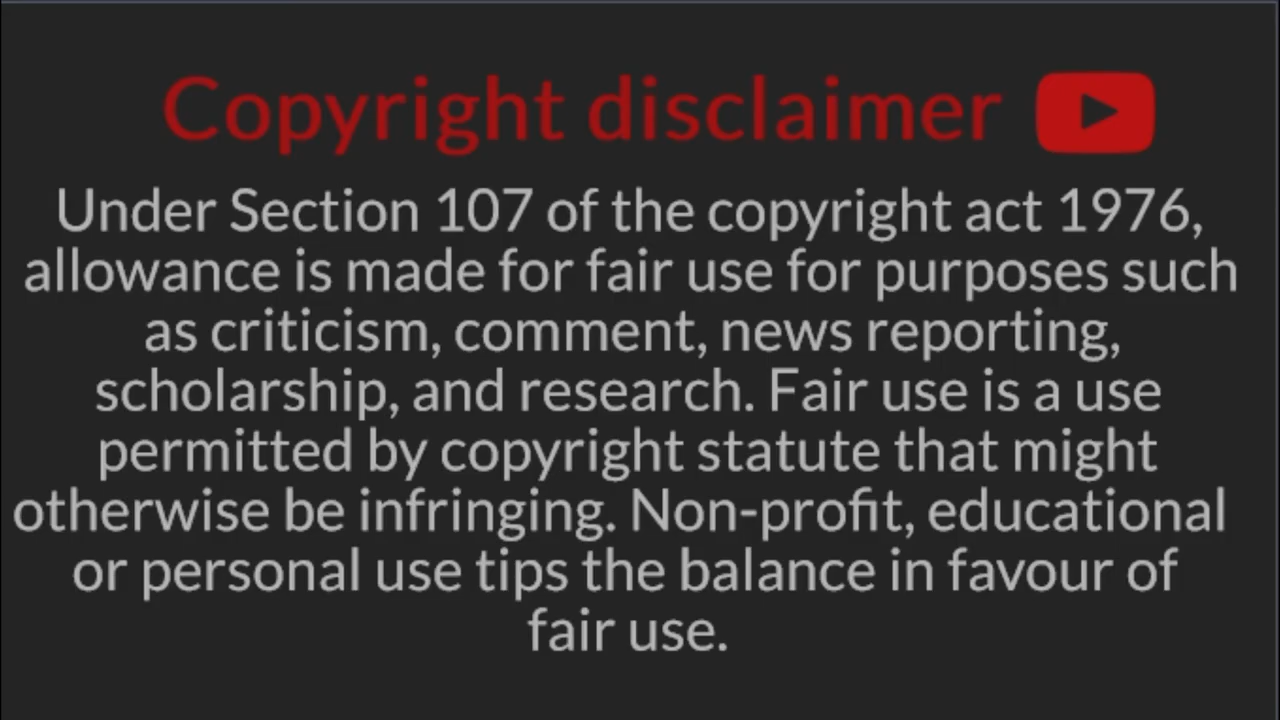 Copyright disclaimer
Under Section 107 of the copyright act 1976,
allowance is made for fair use for purposes such
as criticism, comment, news reporting,
scholarship, and research. Fair use is a use
permitted by copyright statute that might
otherwise be infringing. Non-profit, educational
or personal use tips the balance in favour of
fair use.